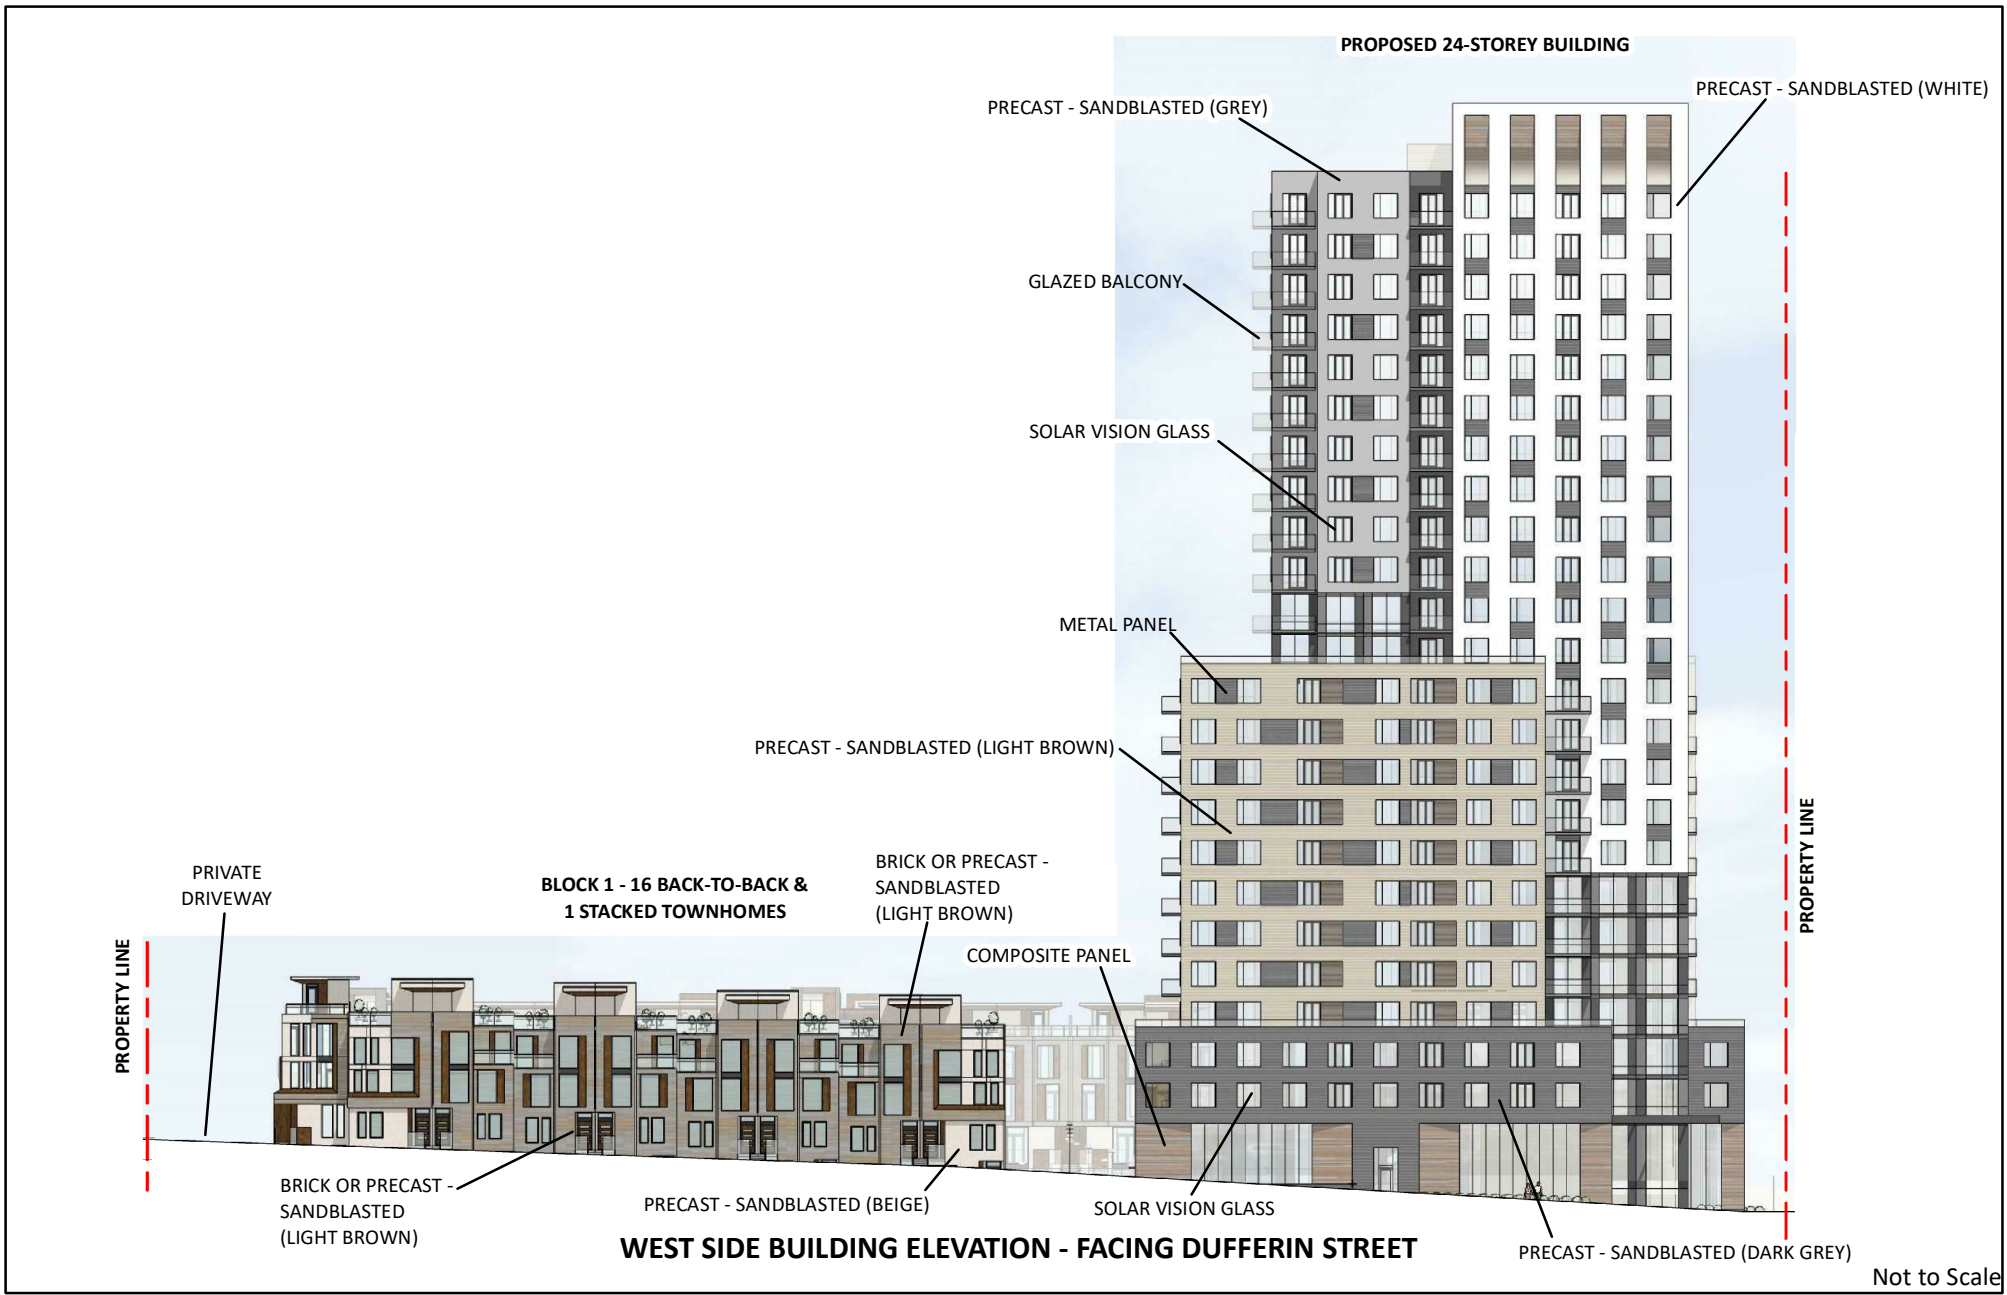 PROPOSED 24-STOREY BUILDING
PRECAST - SANDBLASTED (WHITE)
PRECAST - SANDBLASTED (GREY)
GLAZED BALCONY
SOLAR VISION GLASS
METAL PANEL
PRECAST - SANDBLASTED (LIGHT BROWN)
PROPERTY LINE
BRICK OR PRECAST -
SANDBLASTED
(LIGHT BROWN)
PRIVATE
DRIVEWAY
BLOCK 1 - 16 BACK-TO-BACK &
1 STACKED TOWNHOMES
COMPOSITE PANEL
PROPERTY LINE
BRICK OR PRECAST -
SANDBLASTED
(LIGHT BROWN)
PRECAST - SANDBLASTED (BEIGE)
SOLAR VISION GLASS
PRECAST - SANDBLASTED (DARK GREY)
WEST SIDE BUILDING ELEVATION - FACING DUFFERIN STREET
Not to Scale